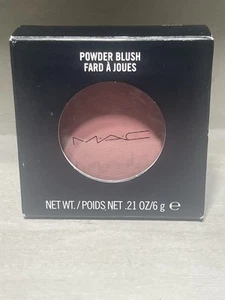 POWDER BLUSH
FARD À JOUES
MAC
NET WT./POIDS NET .21 OZ/6 g ℮